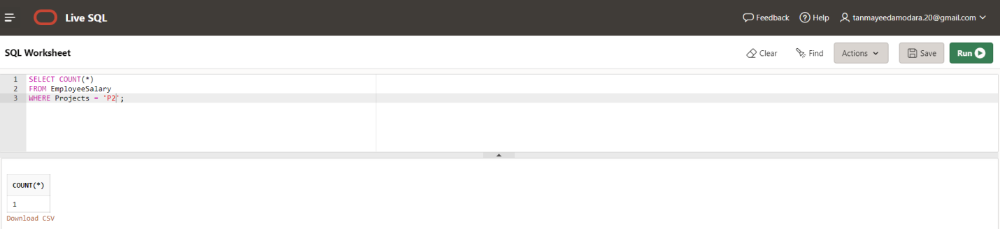 Live SQL
Feedback Help tanmayeedamodara.20@gmail.com
SQL Worksheet
Clear Find Actions Save Run
1 SELECT COUNT(*)
2 FROM EmployeeSalary
3 WHERE Projects = 'P2';
COUNT(*)
1
Download CSV